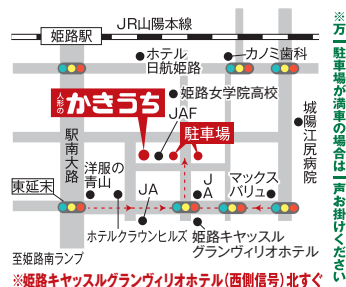 JR山陽本線
姫路駅
ホテル
日航姫路
カノミ歯科
姫路女学院高校
人形の
かきうち
JAF
駐車場
城陽江尻病院
駅南大路
洋服の
青山
JA
JA
マックス
バリュ
東延末
ホテルクラウンヒルズ
姫路キヤッスル
グランヴィリオホテル
至姫路南ランプ
※万一駐車場が満車の場合は一声お掛けください
※姫路キヤッスルグランヴィリオホテル(西側信号)北すぐ